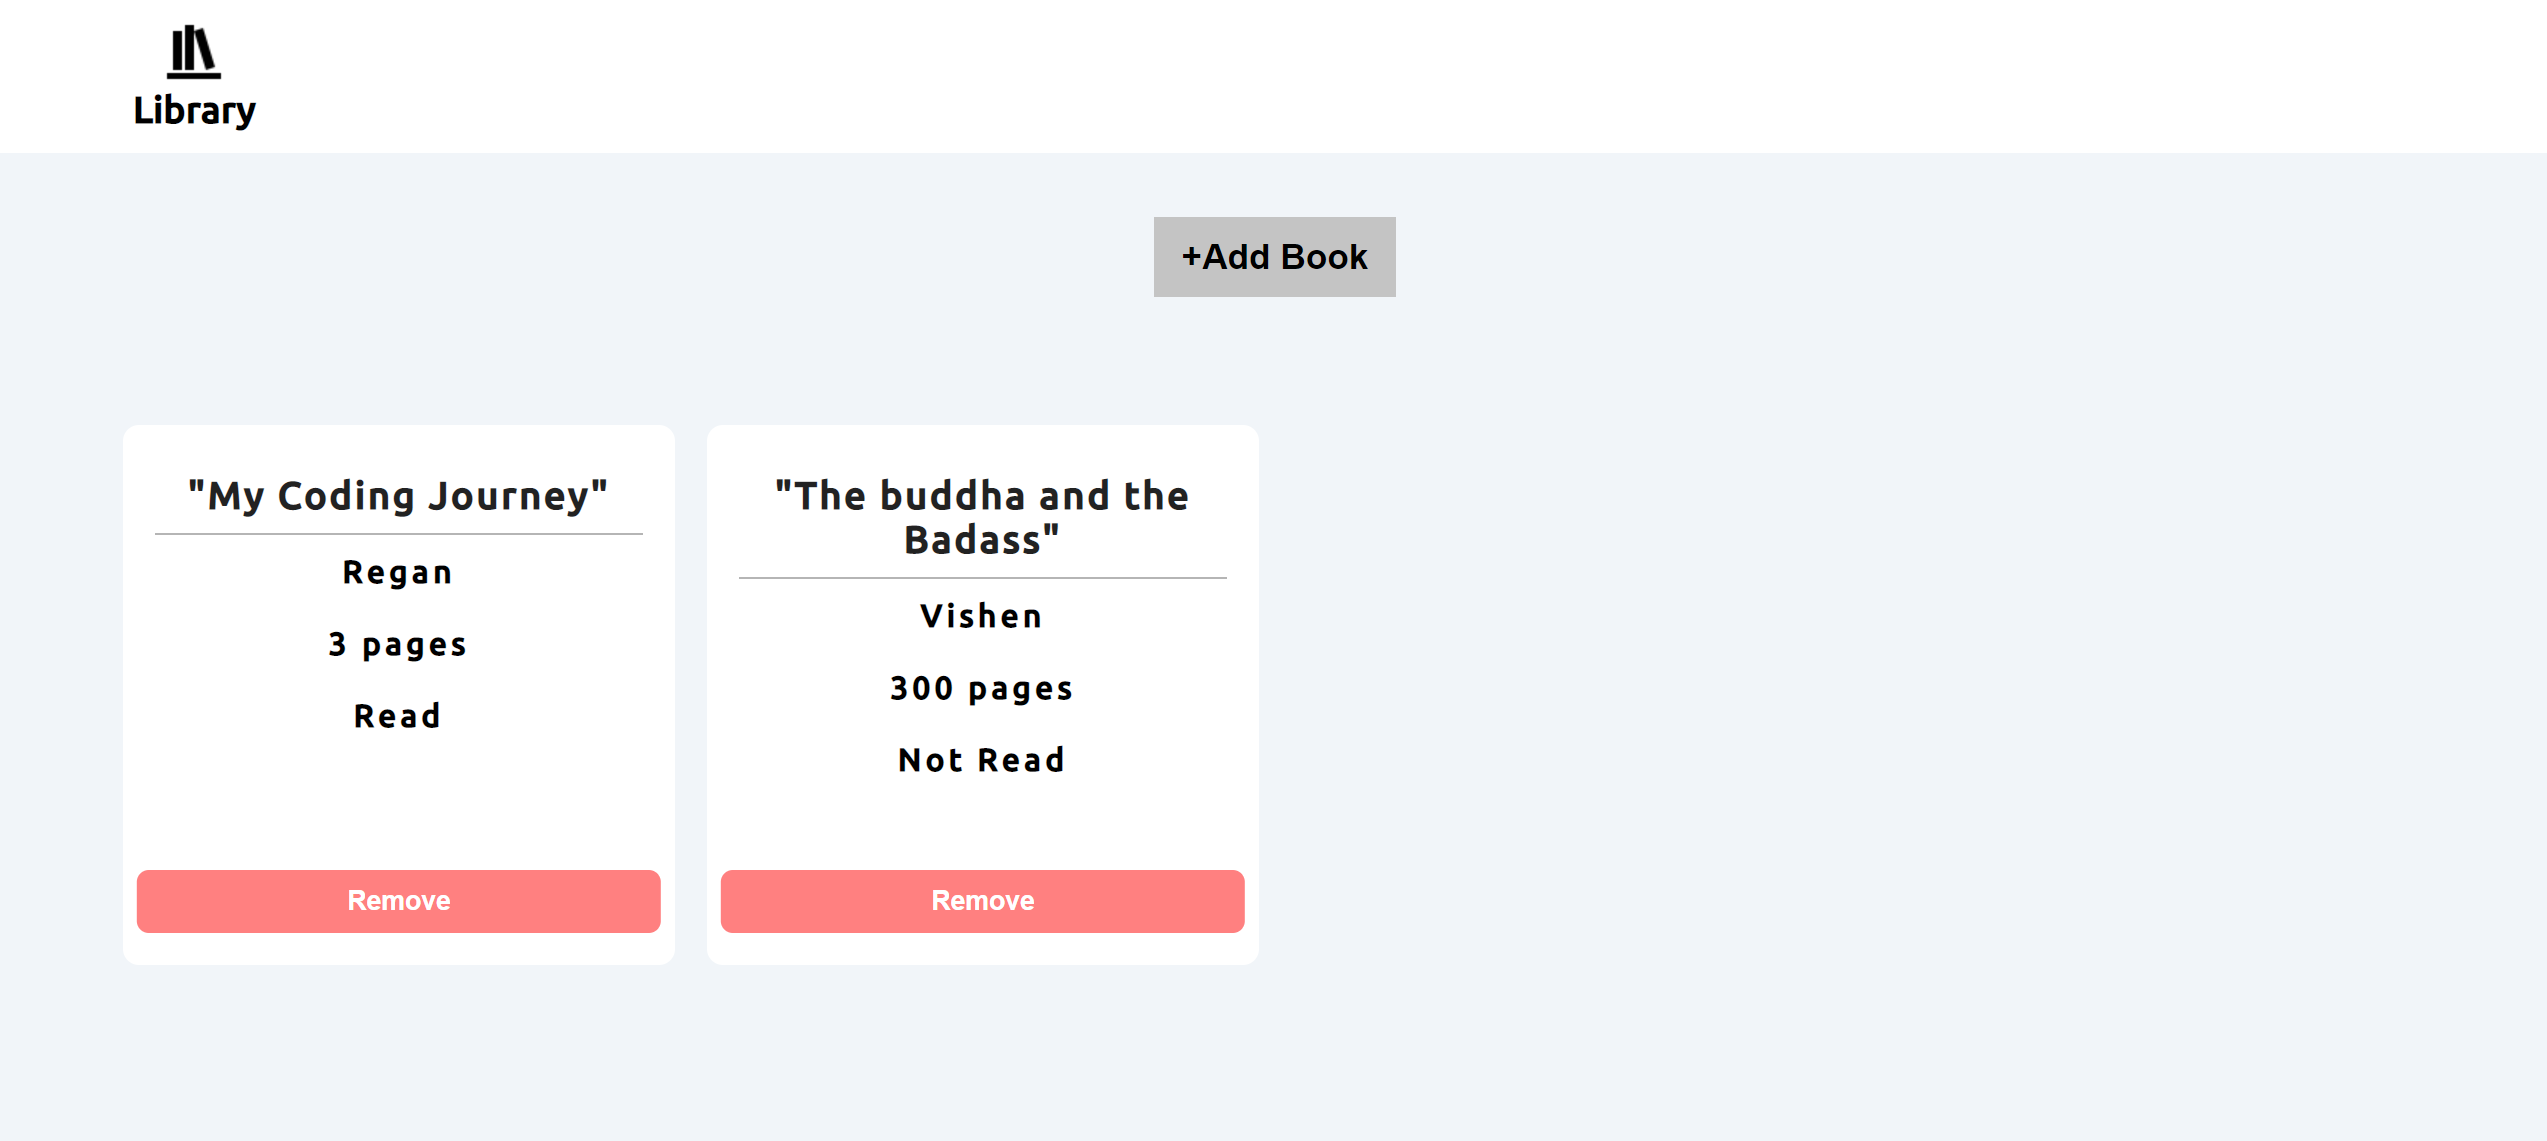 Library
+Add Book
"My Coding Journey"
Regan
3 pages
Read
Remove
"The buddha and the
Badass"
Vishen
300 pages
Not Read
Remove